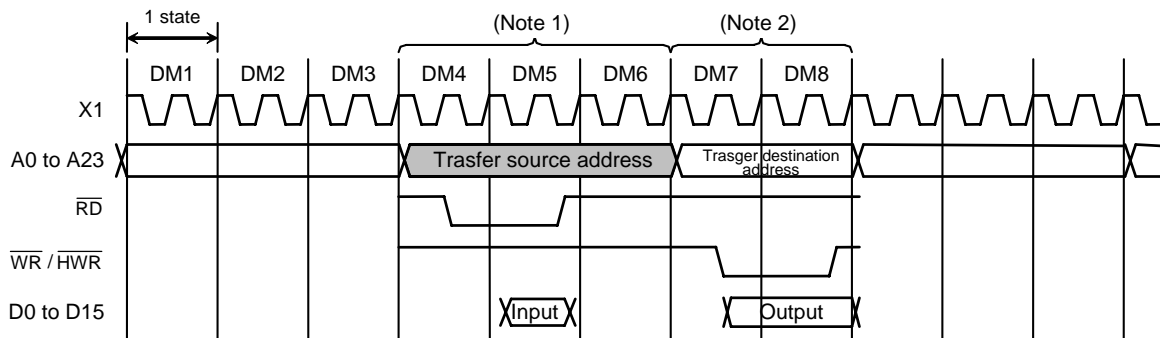 1 state
(Note 1)
(Note 2)
DM1 DM2 DM3 DM4 DM5 DM6 DM7 DM8
X1
A0 to A23
Trasfer source address
Trasger destination
address
RD
WR / HWR
D0 to D15
Input
Output